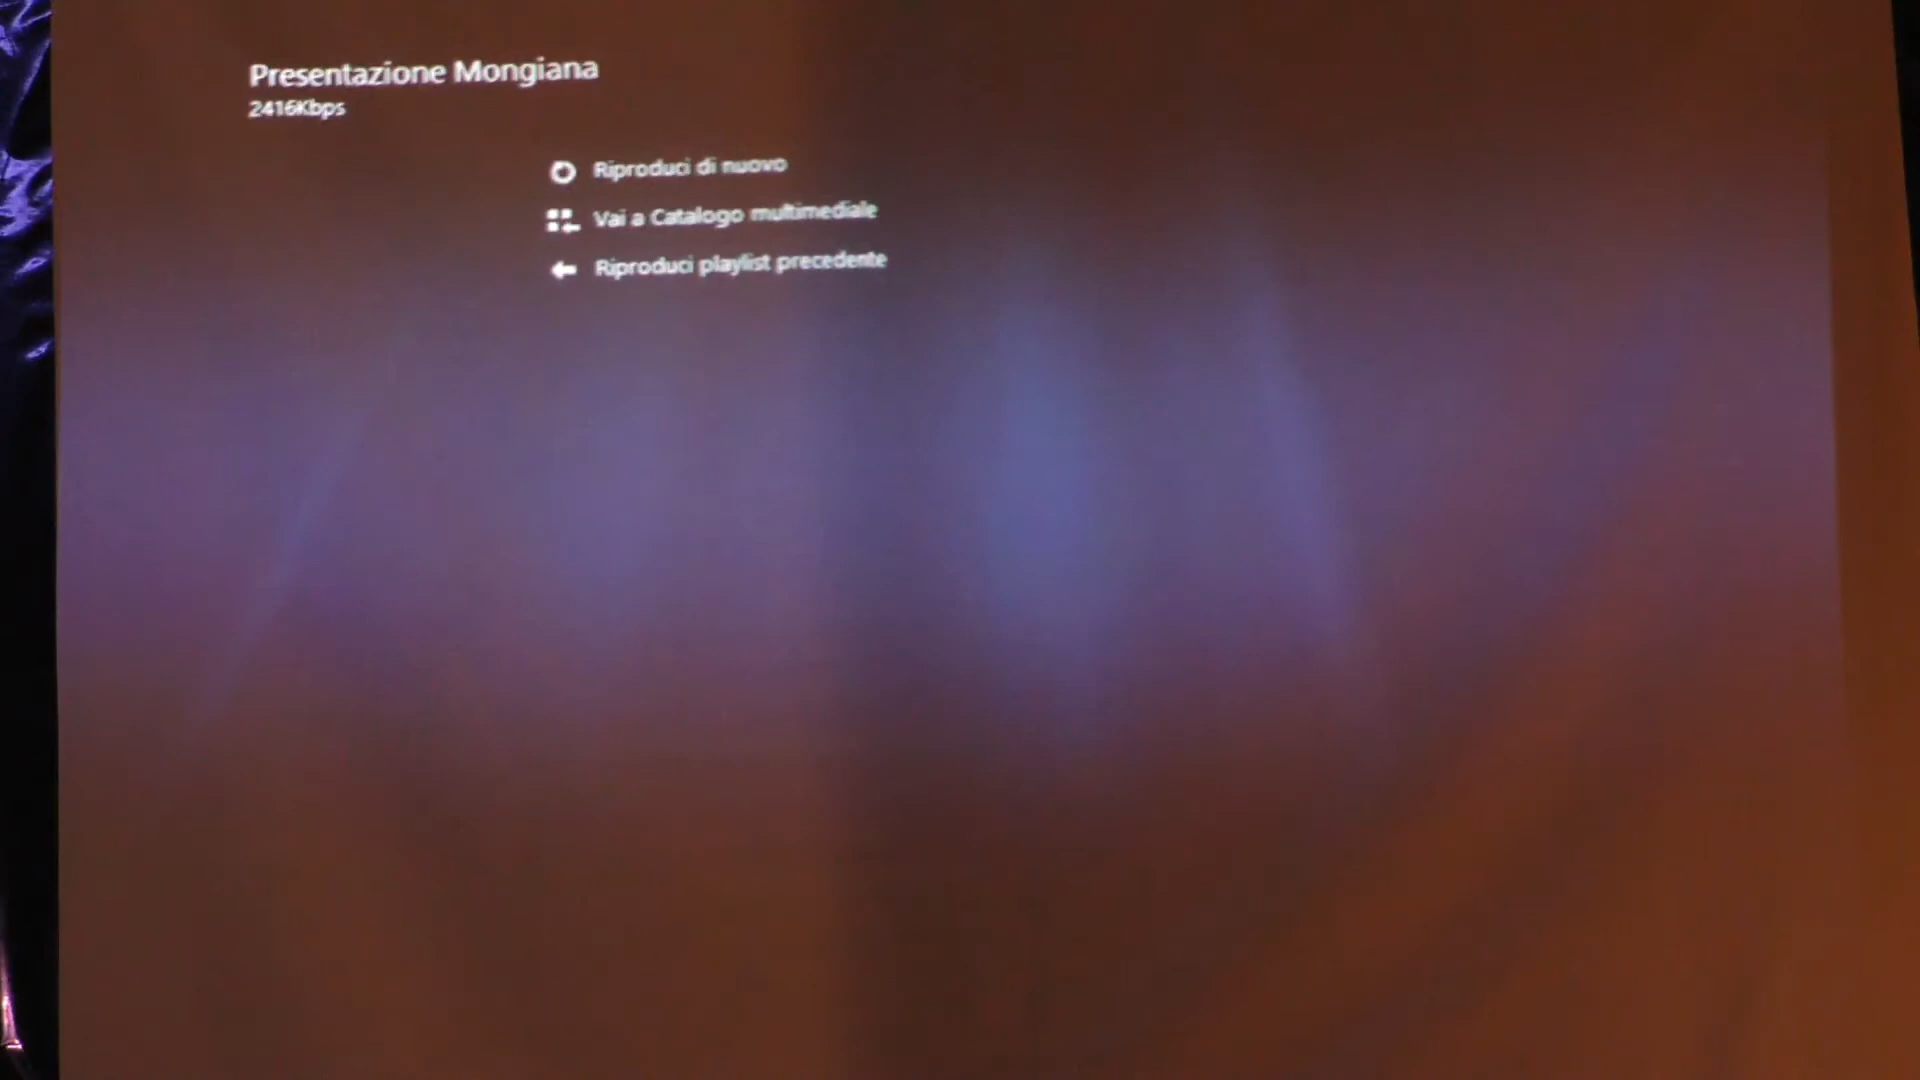 Presentazione Mongiana
2416Kbps
Riproduci di nuovo
Vai a Catalogo multimediale
Riproduci playlist precedente